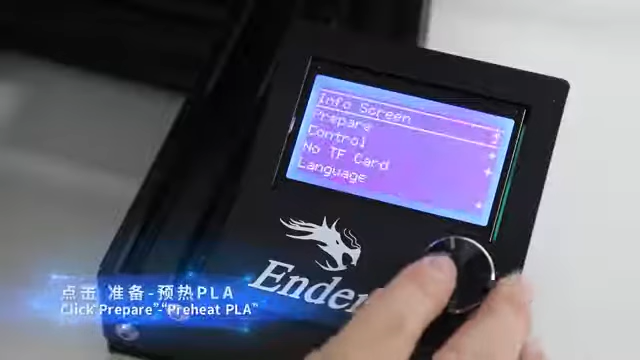 Info Screen
Prepare
Control
No TF Card
Language
Ender
点击 准备-预热PLA
Click"Prepare"-"Preheat PLA"